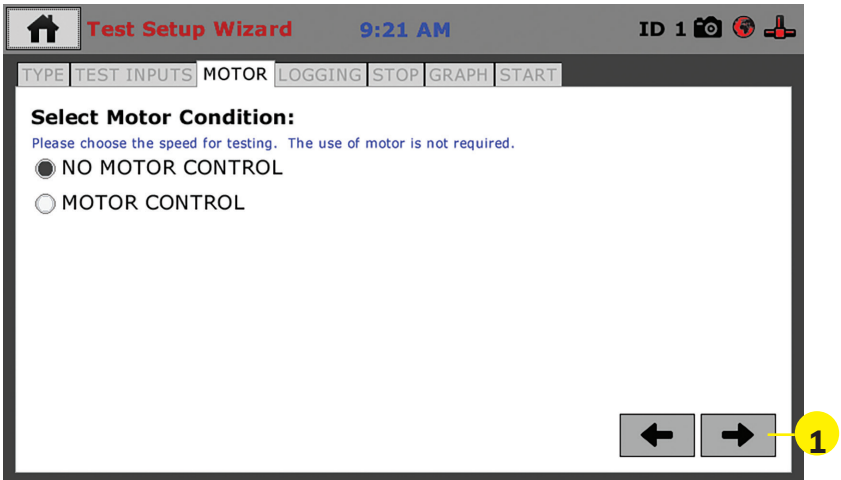 Test Setup Wizard 9:21 AM ID 1
TYPE TEST INPUTS MOTOR LOGGING STOP GRAPH START
Select Motor Condition:
Please choose the speed for testing. The use of motor is not required.
NO MOTOR CONTROL
MOTOR CONTROL
1